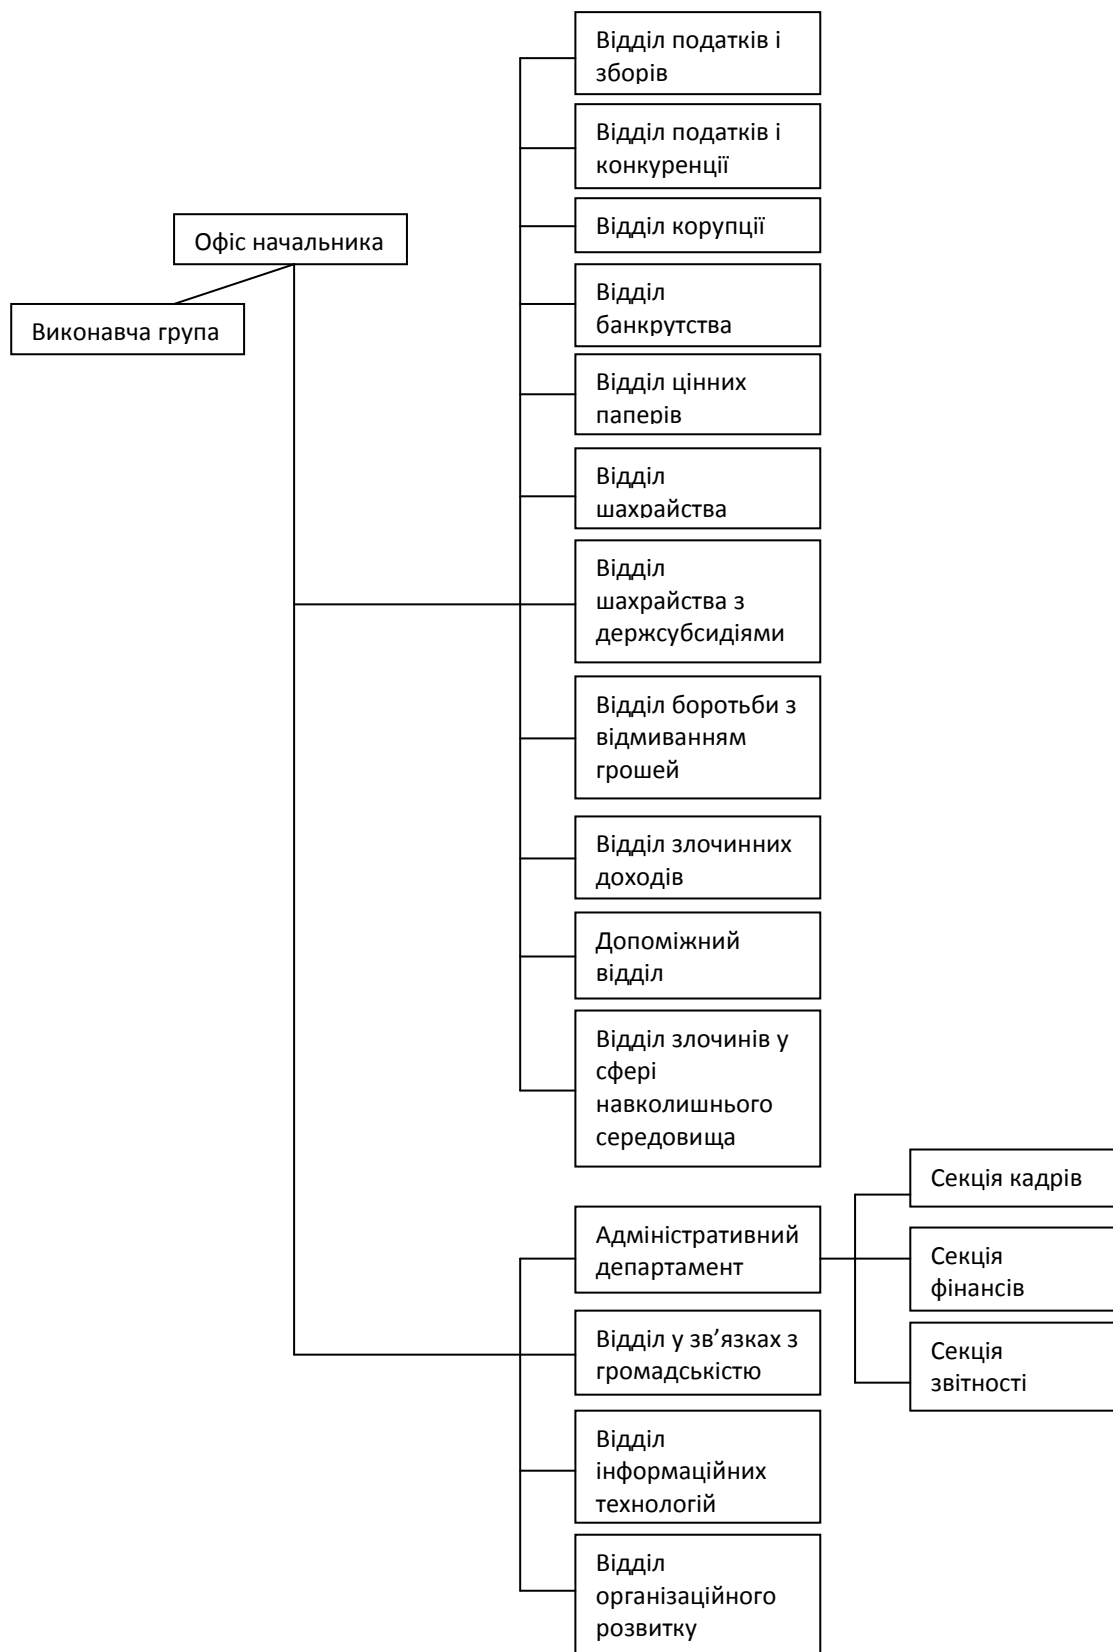 Офіс начальника
Виконавча група
Відділ податків і
зборів
Відділ податків і
конкуренції
Відділ корупції
Відділ
банкрутства
Відділ цінних
паперів
Відділ
шахрайства
Відділ
шахрайства з
держсубсидіями
Відділ боротьби з
відмиванням
грошей
Відділ злочинних
доходів
Допоміжний
відділ
Відділ злочинів у
сфері
навколишнього
середовища
Адміністративний
департамент
Відділ у зв’язках з
громадськістю
Відділ
інформаційних
технологій
Відділ
організаційного
розвитку
Секція кадрів
Секція
фінансів
Секція
звітності